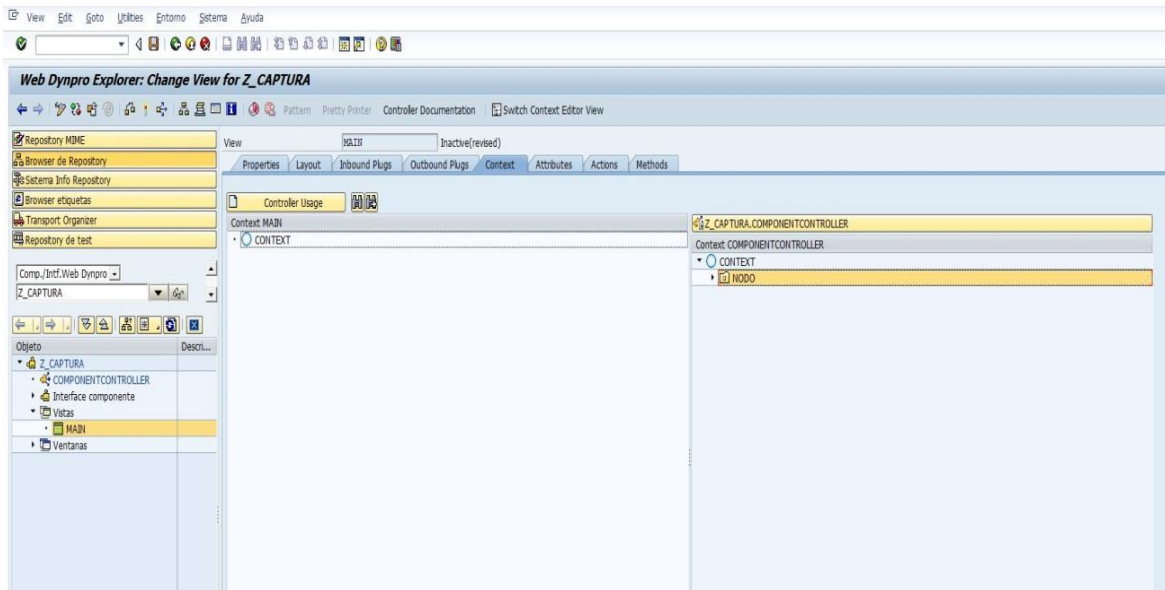 View Edit Goto Utilities Entorno Sistema Ayuda
Web Dynpro Explorer: Change View for Z_CAPTURA
Pattern Pretty Printer Controller Documentation Switch Context Editor View
Repository MIME
Browser de Repository
Sistema Info Repository
Browser etiquetas
Transport Organizer
Repository de test
Comp./Intf.Web Dynpro
Z_CAPTURA
Objeto Descri...
Z_CAPTURA
COMPONENTCONTROLLER
Interface componente
Vistas
MAIN
Ventanas
View MAIN Inactive(revised)
Properties Layout Inbound Plugs Outbound Plugs Context Attributes Actions Methods
Controller Usage
Context MAIN
CONTEXT
Z_CAPTURA.COMPONENTCONTROLLER
Context COMPONENTCONTROLLER
CONTEXT
NODO